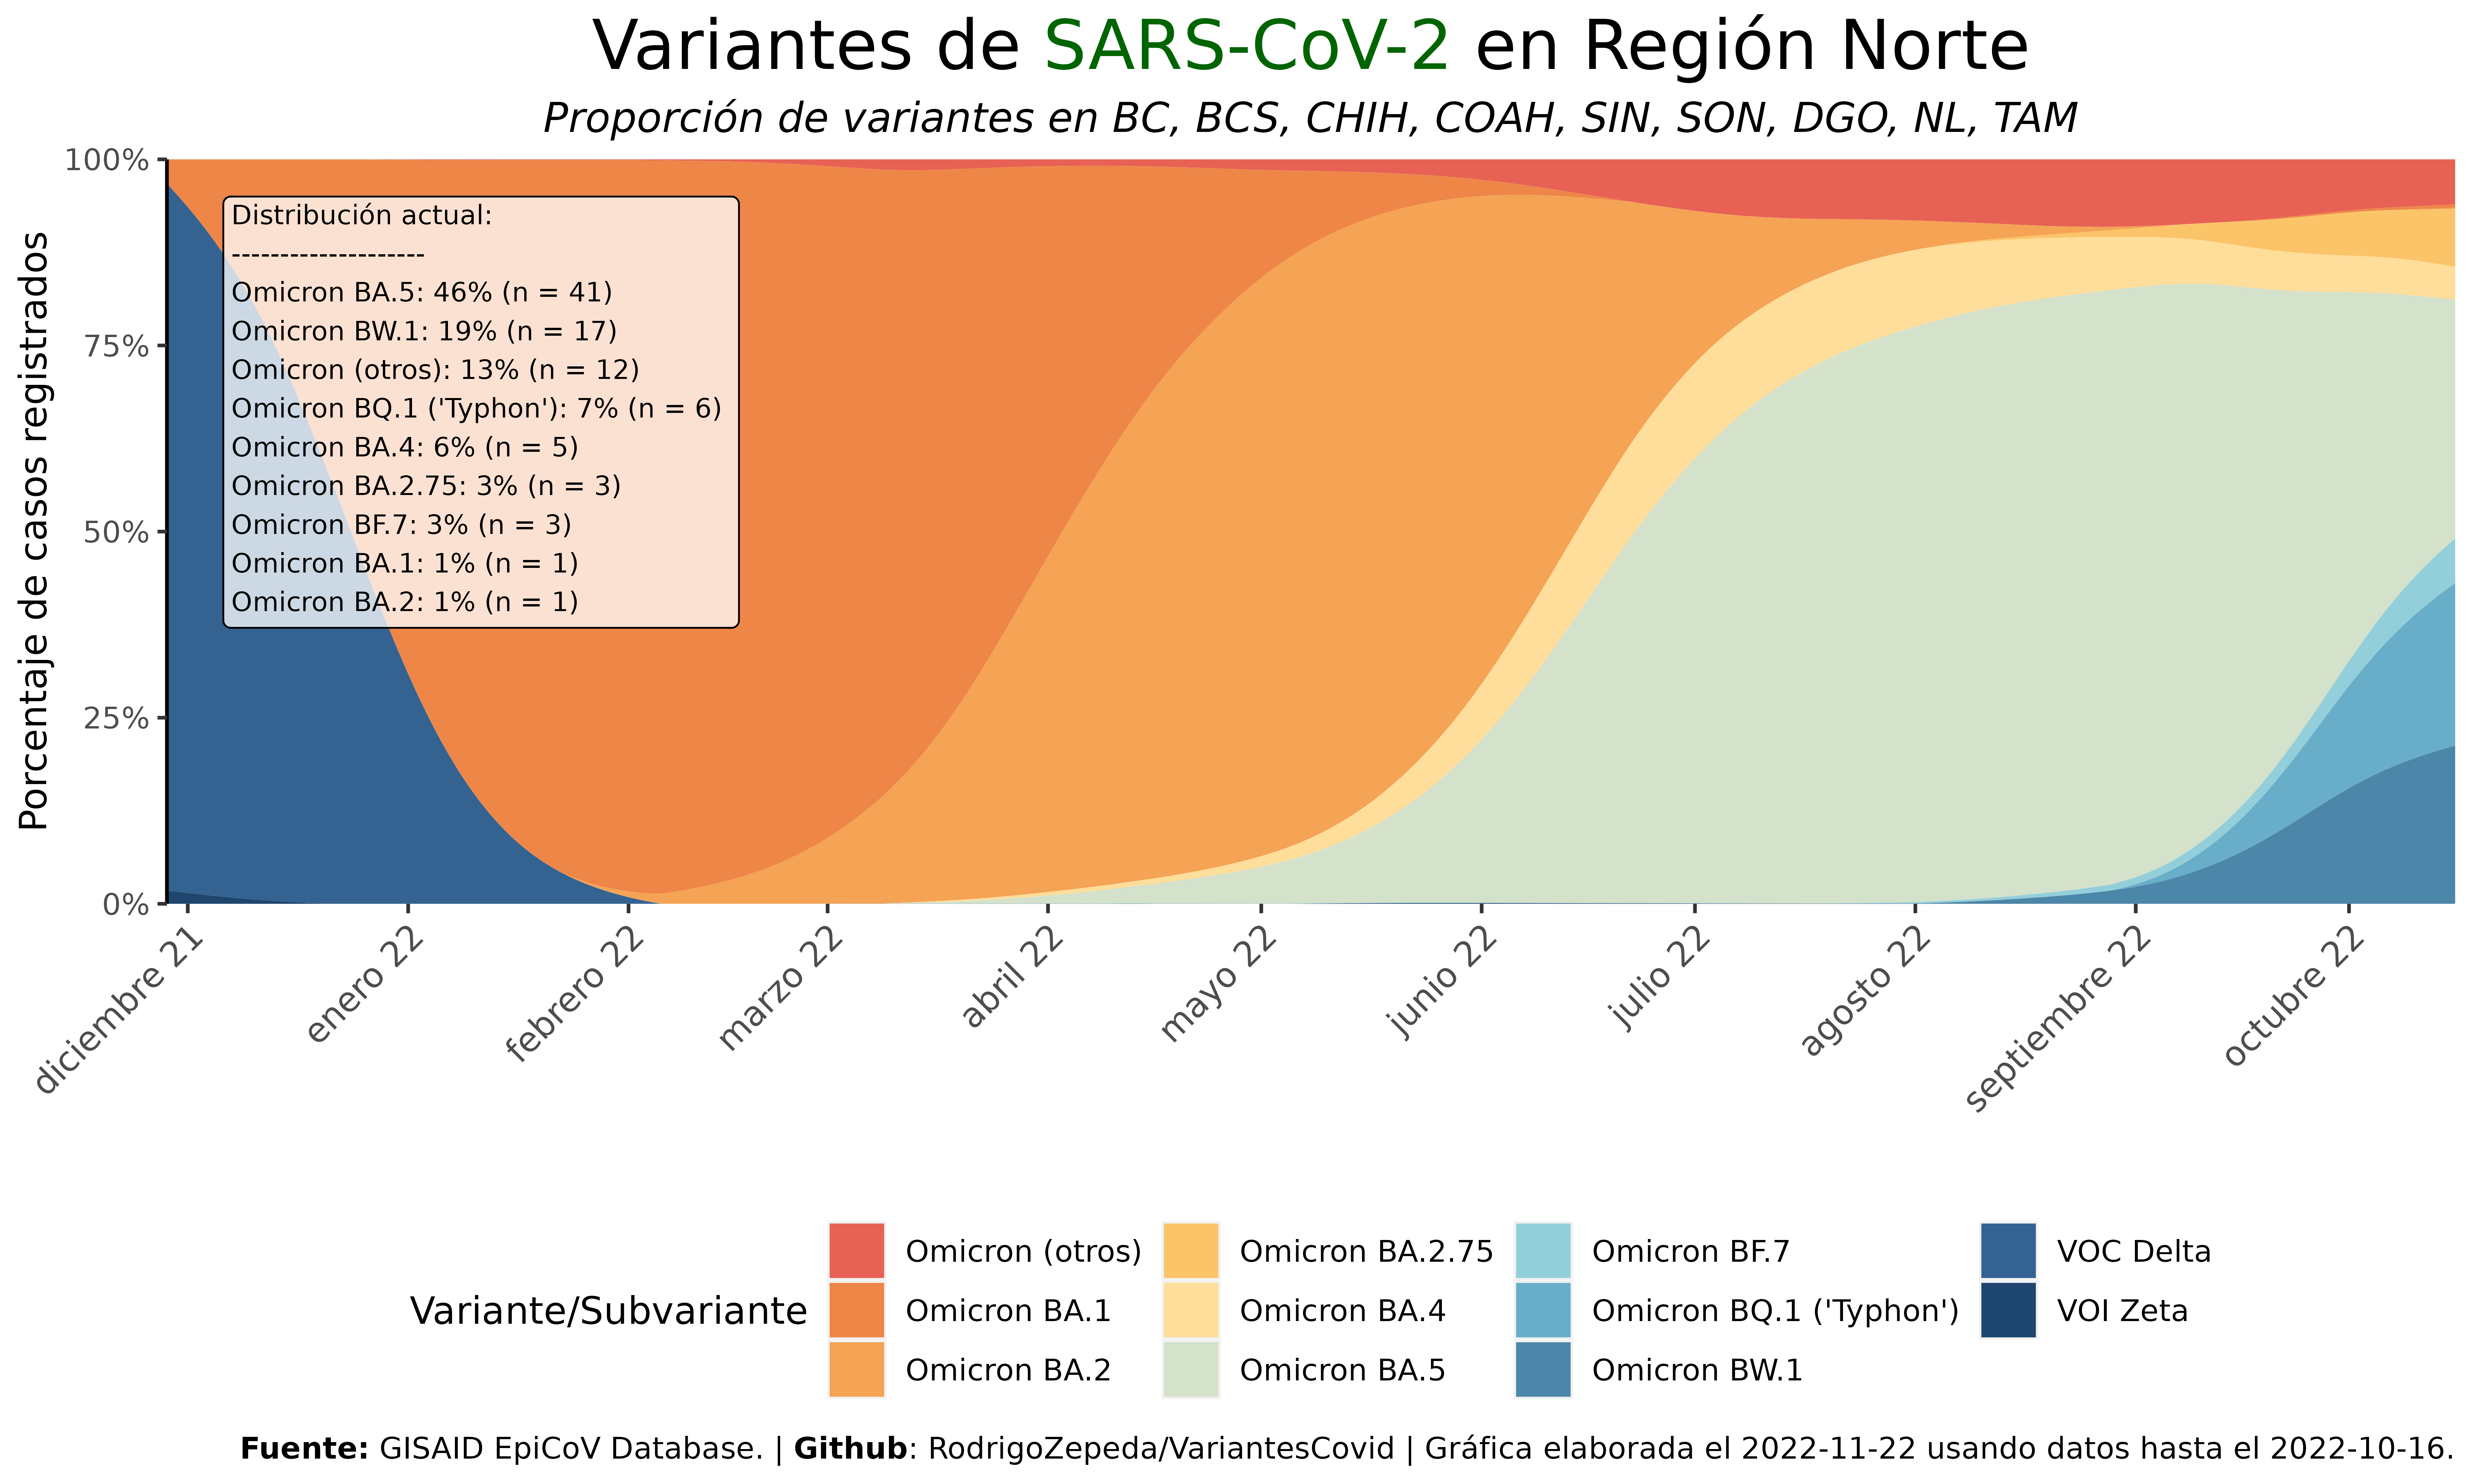 Variantes de SARS-CoV-2 en Región Norte
Proporción de variantes en BC, BCS, CHIH, COAH, SIN, SON, DGO, NL, TAM
Porcentaje de casos registrados
100%
75%
50%
25%
0%
Distribución actual:
--------------------
Omicron BA.5: 46% (n = 41)
Omicron BW.1: 19% (n = 17)
Omicron (otros): 13% (n = 12)
Omicron BQ.1 ('Typhon'): 7% (n = 6)
Omicron BA.4: 6% (n = 5)
Omicron BA.2.75: 3% (n = 3)
Omicron BF.7: 3% (n = 3)
Omicron BA.1: 1% (n = 1)
Omicron BA.2: 1% (n = 1)
diciembre 21
enero 22
febrero 22
marzo 22
abril 22
mayo 22
junio 22
julio 22
agosto 22
septiembre 22
octubre 22
Variante/Subvariante
Omicron (otros)
Omicron BA.1
Omicron BA.2
Omicron BA.2.75
Omicron BA.4
Omicron BA.5
Omicron BF.7
Omicron BQ.1 ('Typhon')
Omicron BW.1
VOC Delta
VOI Zeta
Fuente: GISAID EpiCoV Database. | Github: RodrigoZepeda/VariantesCovid | Gráfica elaborada el 2022-11-22 usando datos hasta el 2022-10-16.